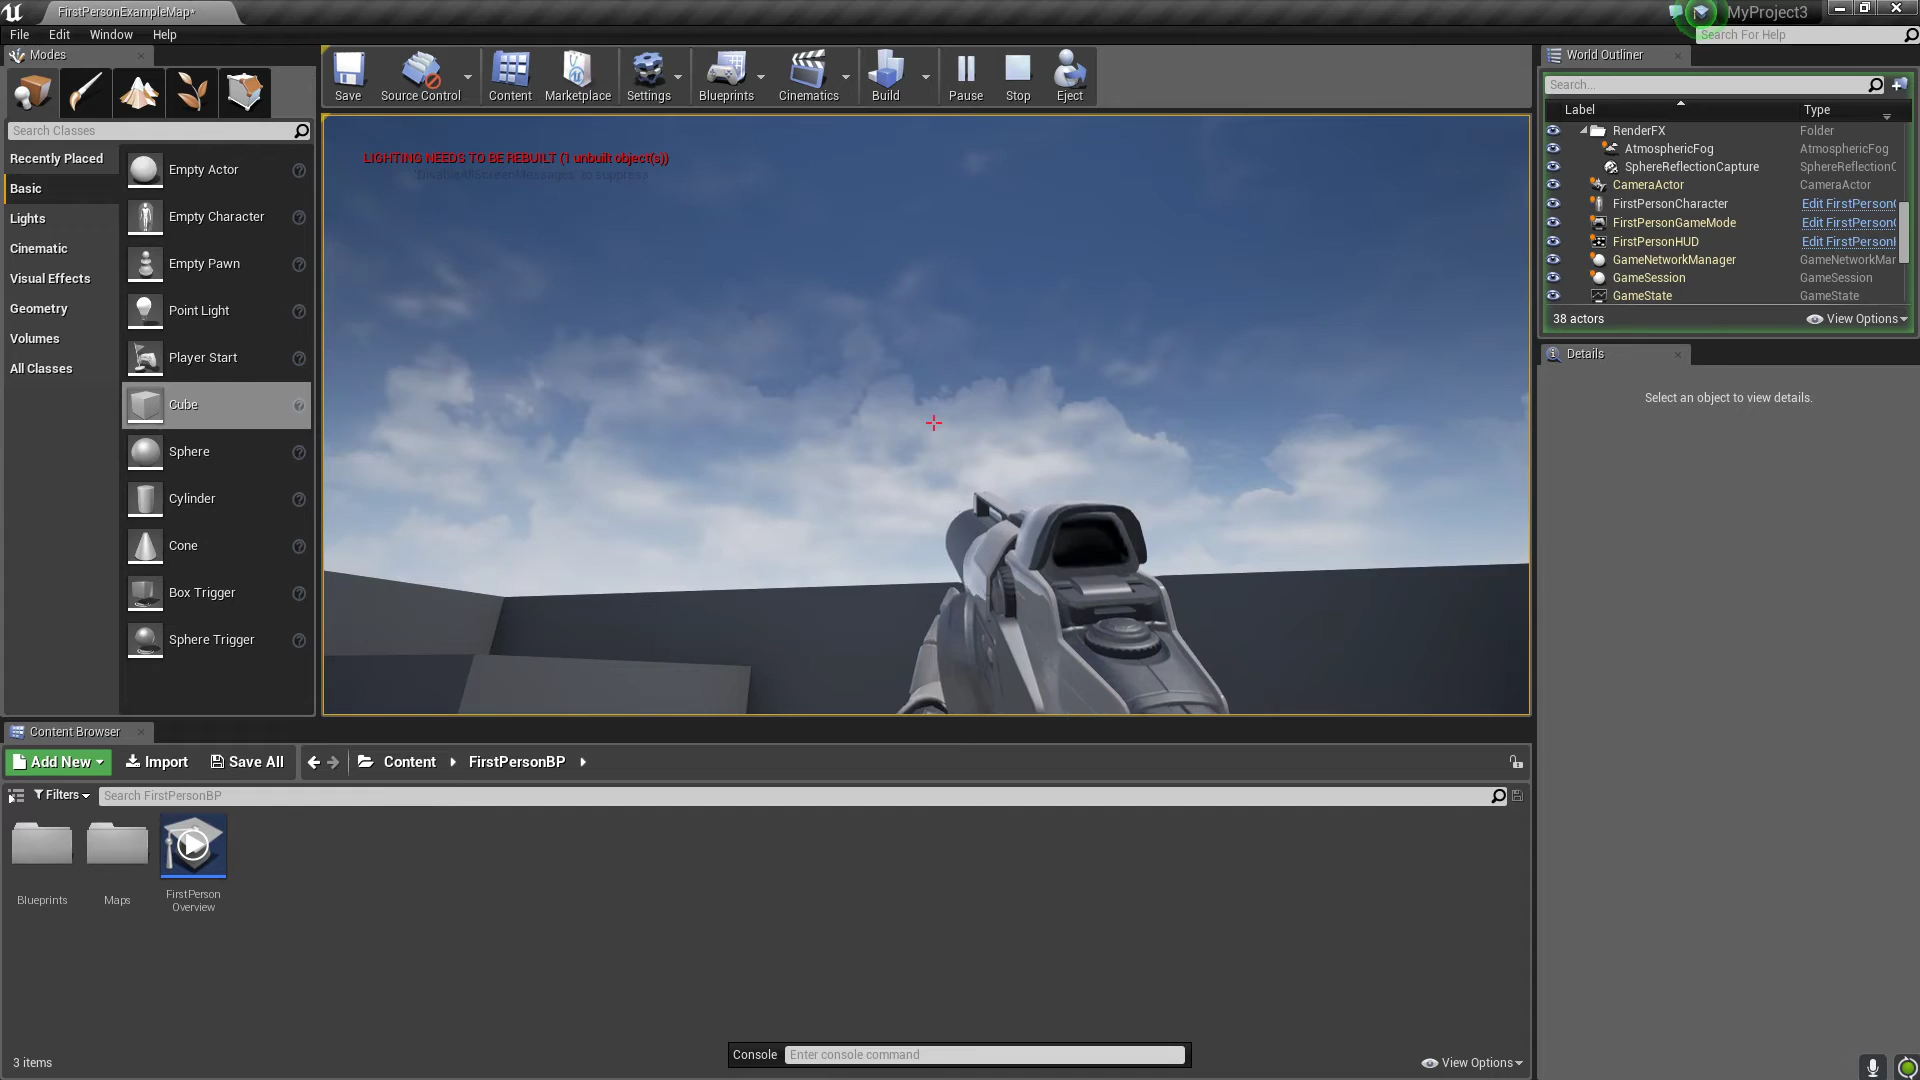 FirstPersonExampleMap*
MyProject3
File Edit Window Help
Search For Help
Modes
Save
Source Control
Content
Marketplace
Settings
Blueprints
Cinematics
Build
Pause
Stop
Eject
World Outliner
Search...
Label Type
RenderFX Folder
AtmosphericFog AtmosphericFog
SphereReflectionCapture SphereReflectionC
CameraActor CameraActor
FirstPersonCharacter Edit FirstPerson
FirstPersonGameMode Edit FirstPerson
FirstPersonHUD Edit FirstPerson
GameNetworkManager GameNetworkMar
GameSession GameSession
GameState GameState
38 actors
View Options
Details
Select an object to view details.
Search Classes
Recently Placed
Basic
Lights
Cinematic
Visual Effects
Geometry
Volumes
All Classes
Empty Actor
Empty Character
Empty Pawn
Point Light
Player Start
Cube
Sphere
Cylinder
Cone
Box Trigger
Sphere Trigger
LIGHTING NEEDS TO BE REBUILT (1 unbuilt object(s))
'DisableAllScreenMessages' to suppress
Content Browser
Add New
Import
Save All
Content
FirstPersonBP
Filters
Search FirstPersonBP
Blueprints
Maps
FirstPerson
Overview
3 items
Console Enter console command
View Options